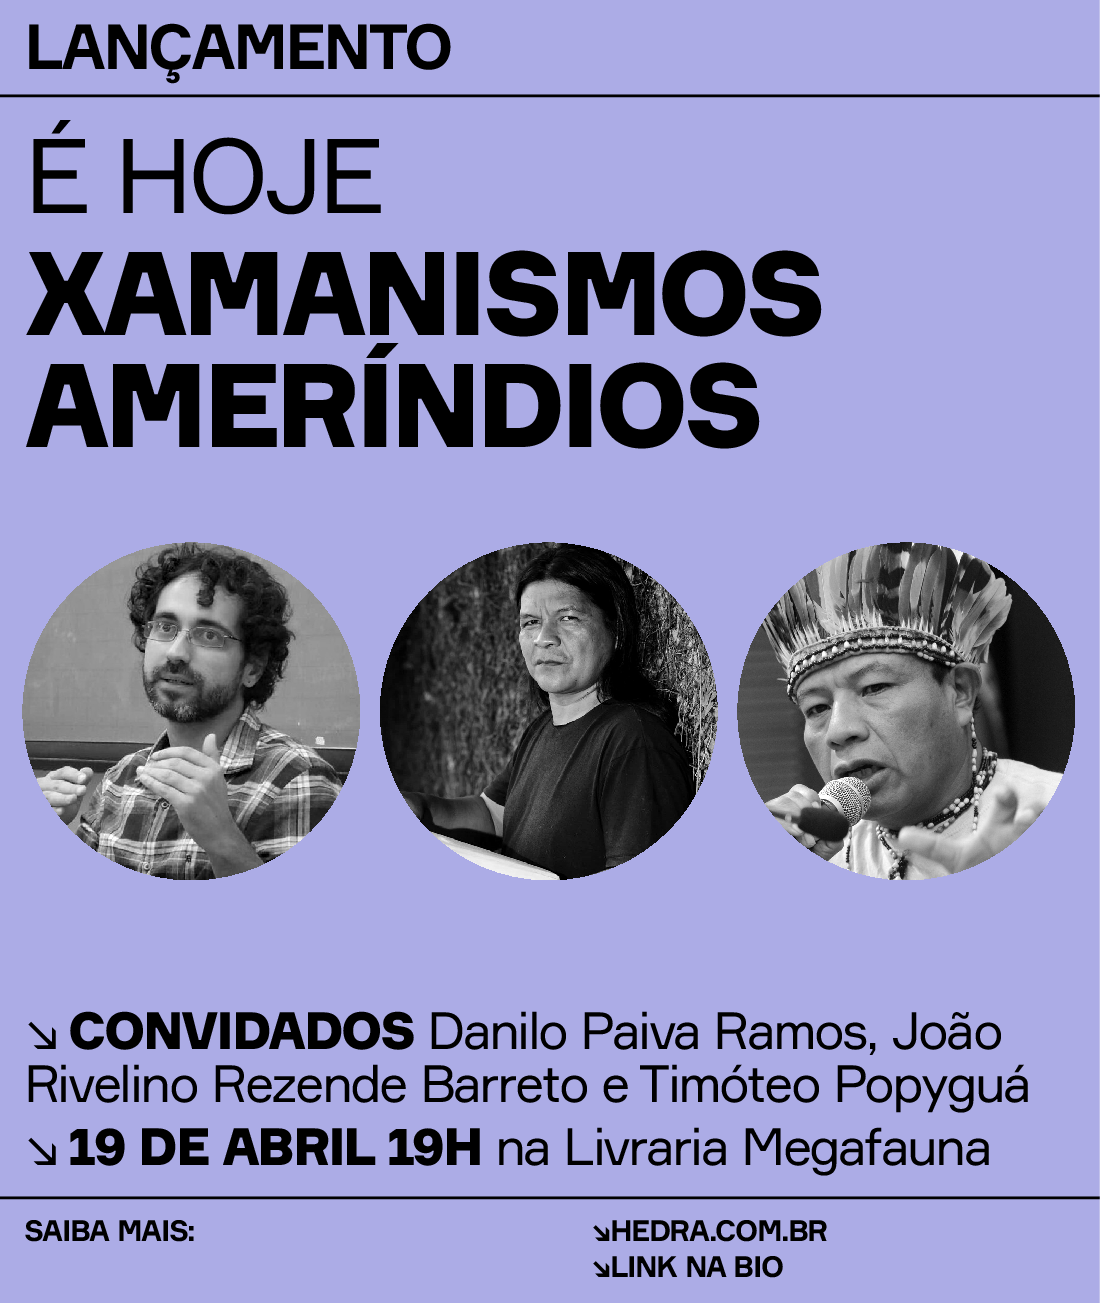 LANÇAMENTO
É HOJE
XAMANISMOS
AMERÍNDIOS
↘ CONVIDADOS Danilo Paiva Ramos, João
Rivelino Rezende Barreto e Timóteo Popyguá
↘ 19 DE ABRIL 19H na Livraria Megafauna
SAIBA MAIS:
↘HEDRA.COM.BR
↘LINK NA BIO